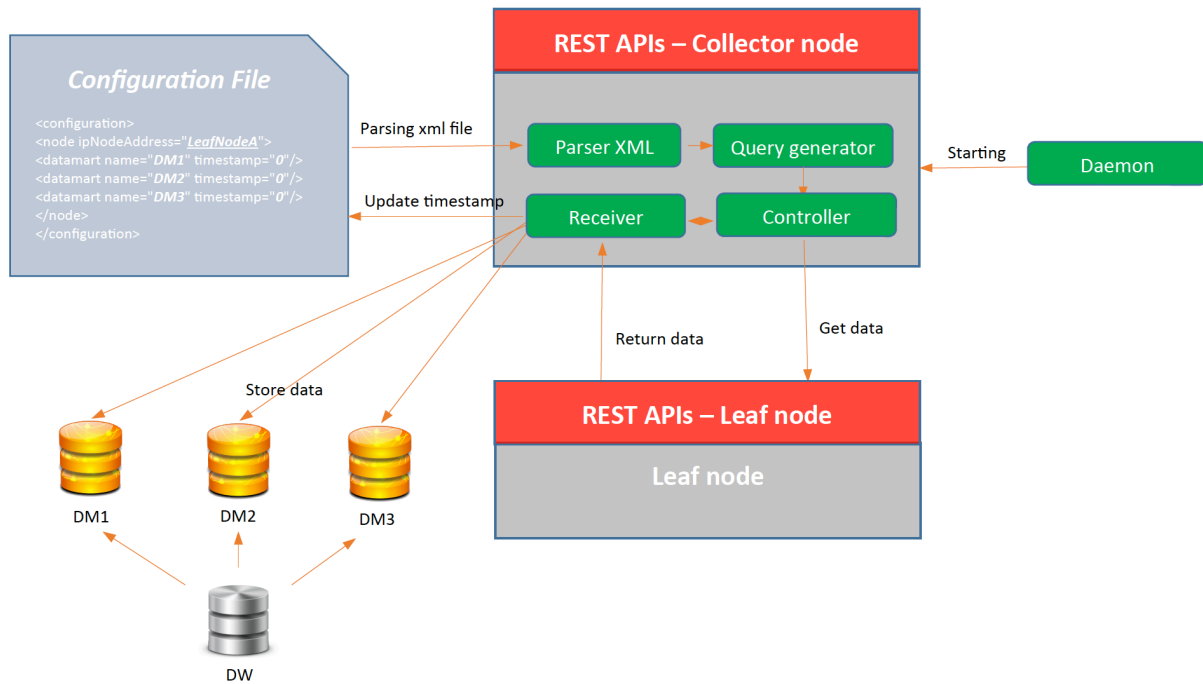 Configuration File
<configuration>
<node ipNodeAddress="LeafNodeA">
<datamart name="DM1" timestamp="0"/>
<datamart name="DM2" timestamp="0"/>
<datamart name="DM3" timestamp="0"/>
</node>
</configuration>
Parsing xml file
Update timestamp
REST APIs – Collector node
Parser XML
Query generator
Receiver
Controller
Starting
Daemon
Return data
Get data
REST APIs – Leaf node
Leaf node
Store data
DM1
DM2
DM3
DW